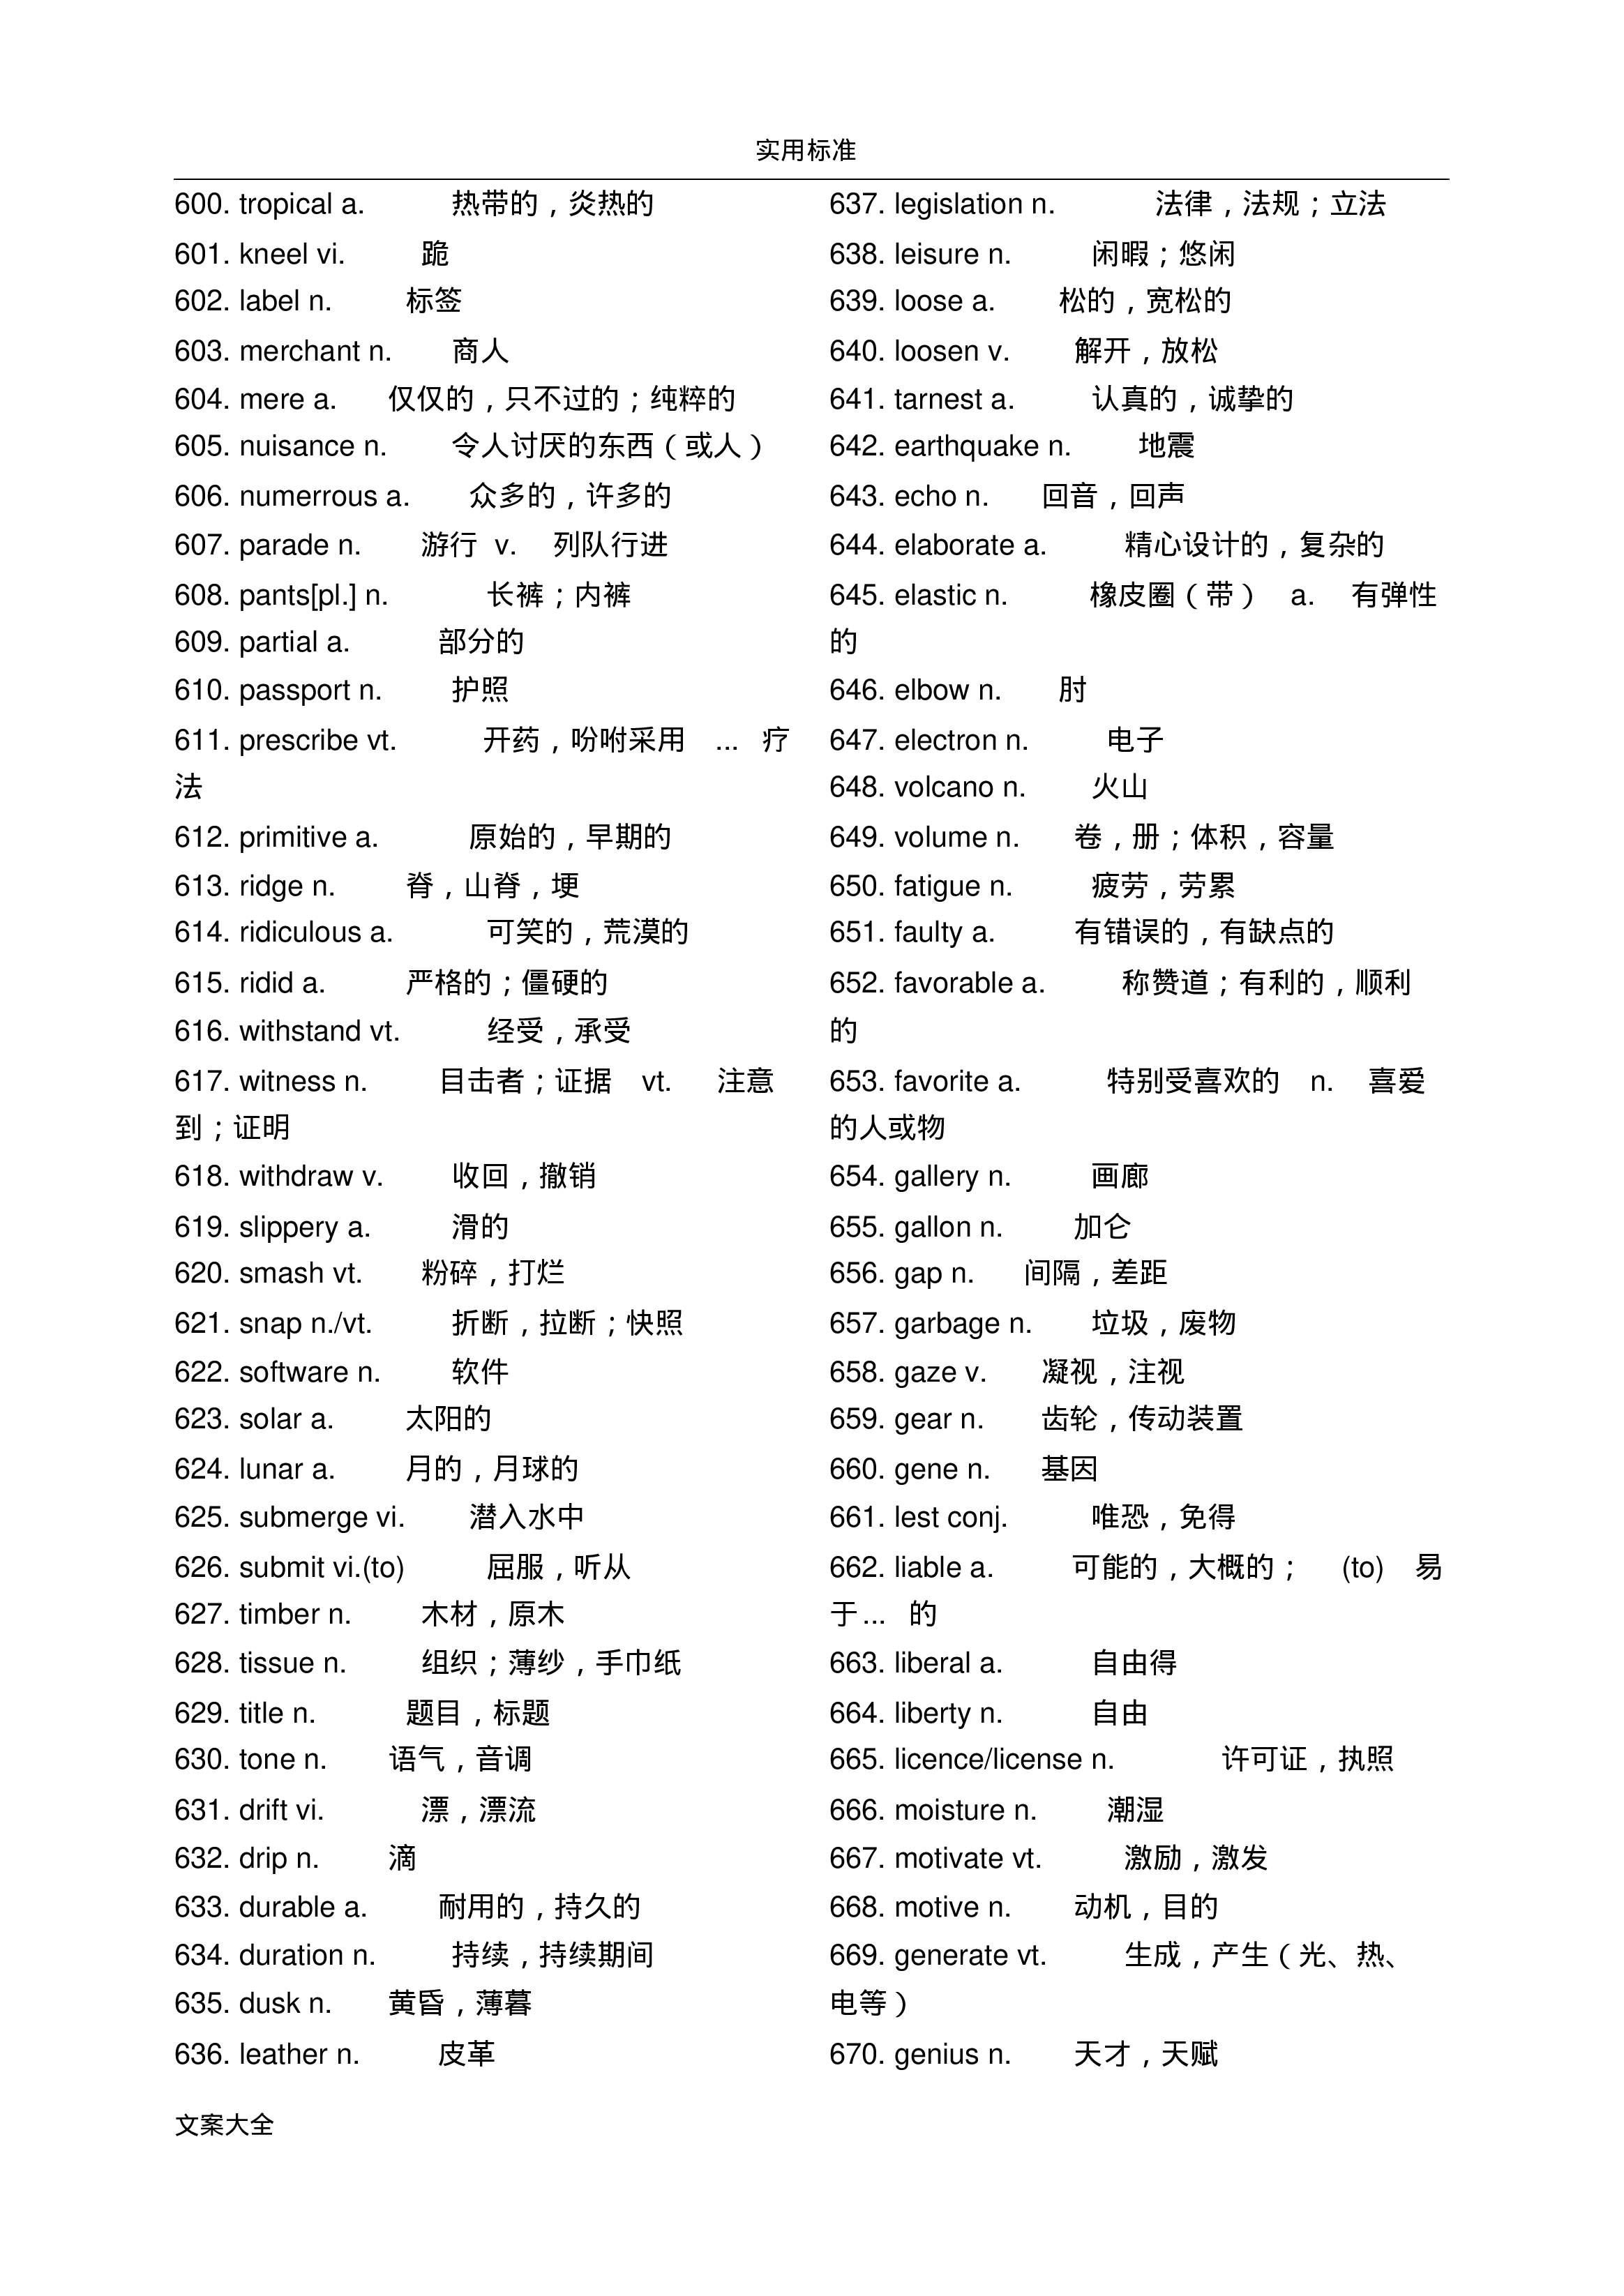 实用标准
600. tropical a. 热带的，炎热的
601. kneel vi. 跪
602. label n. 标签
603. merchant n. 商人
604. mere a. 仅仅的，只不过的；纯粹的
605. nuisance n. 令人讨厌的东西（或人）
606. numerrous a. 众多的，许多的
607. parade n. 游行 v. 列队行进
608. pants[pl.] n. 长裤；内裤
609. partial a. 部分的
610. passport n. 护照
611. prescribe vt. 开药，吩咐采用 … 疗
法
612. primitive a. 原始的，早期的
613. ridge n. 脊，山脊，埂
614. ridiculous a. 可笑的，荒漠的
615. ridid a. 严格的；僵硬的
616. withstand vt. 经受，承受
617. witness n. 目击者；证据 vt. 注意
到；证明
618. withdraw v. 收回，撤销
619. slippery a. 滑的
620. smash vt. 粉碎，打烂
621. snap n./vt. 折断，拉断；快照
622. software n. 软件
623. solar a. 太阳的
624. lunar a. 月的，月球的
625. submerge vi. 潜入水中
626. submit vi.(to) 屈服，听从
627. timber n. 木材，原木
628. tissue n. 组织；薄纱，手巾纸
629. title n. 题目，标题
630. tone n. 语气，音调
631. drift vi. 漂，漂流
632. drip n. 滴
633. durable a. 耐用的，持久的
634. duration n. 持续，持续期间
635. dusk n. 黄昏，薄暮
636. leather n. 皮革
637. legislation n. 法律，法规；立法
638. leisure n. 闲暇；悠闲
639. loose a. 松的，宽松的
640. loosen v. 解开，放松
641. tarnest a. 认真的，诚挚的
642. earthquake n. 地震
643. echo n. 回音，回声
644. elaborate a. 精心设计的，复杂的
645. elastic n. 橡皮圈（带） a. 有弹性
的
646. elbow n. 肘
647. electron n. 电子
648. volcano n. 火山
649. volume n. 卷，册；体积，容量
650. fatigue n. 疲劳，劳累
651. faulty a. 有错误的，有缺点的
652. favorable a. 称赞道；有利的，顺利
的
653. favorite a. 特别受喜欢的 n. 喜爱
的人或物
654. gallery n. 画廊
655. gallon n. 加仑
656. gap n. 间隔，差距
657. garbage n. 垃圾，废物
658. gaze v. 凝视，注视
659. gear n. 齿轮，传动装置
660. gene n. 基因
661. lest conj. 唯恐，免得
662. liable a. 可能的，大概的； (to) 易
于… 的
663. liberal a. 自由得
664. liberty n. 自由
665. licence/license n. 许可证，执照
666. moisture n. 潮湿
667. motivate vt. 激励，激发
668. motive n. 动机，目的
669. generate vt. 生成，产生（光、热、
电等）
670. genius n. 天才，天赋
文案大全